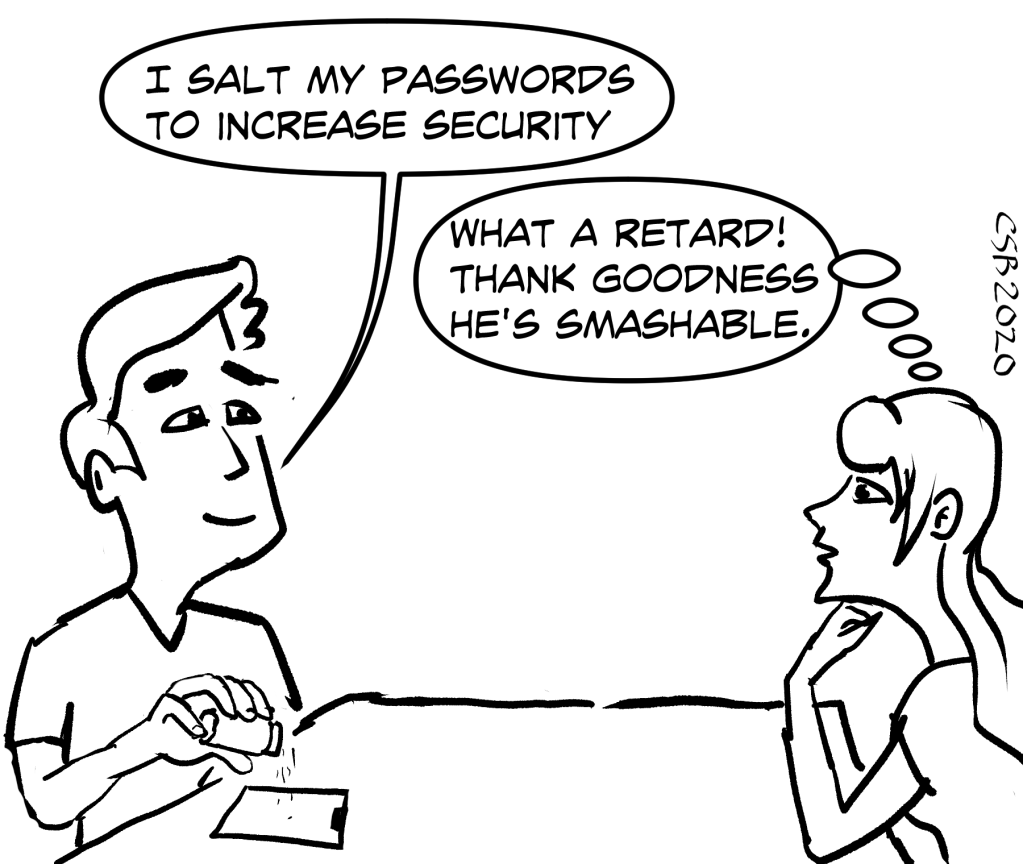 I SALT MY PASSWORDS
TO INCREASE SECURITY
WHAT A RETARD!
THANK GOODNESS
HE'S SMASHABLE.
CSB2020